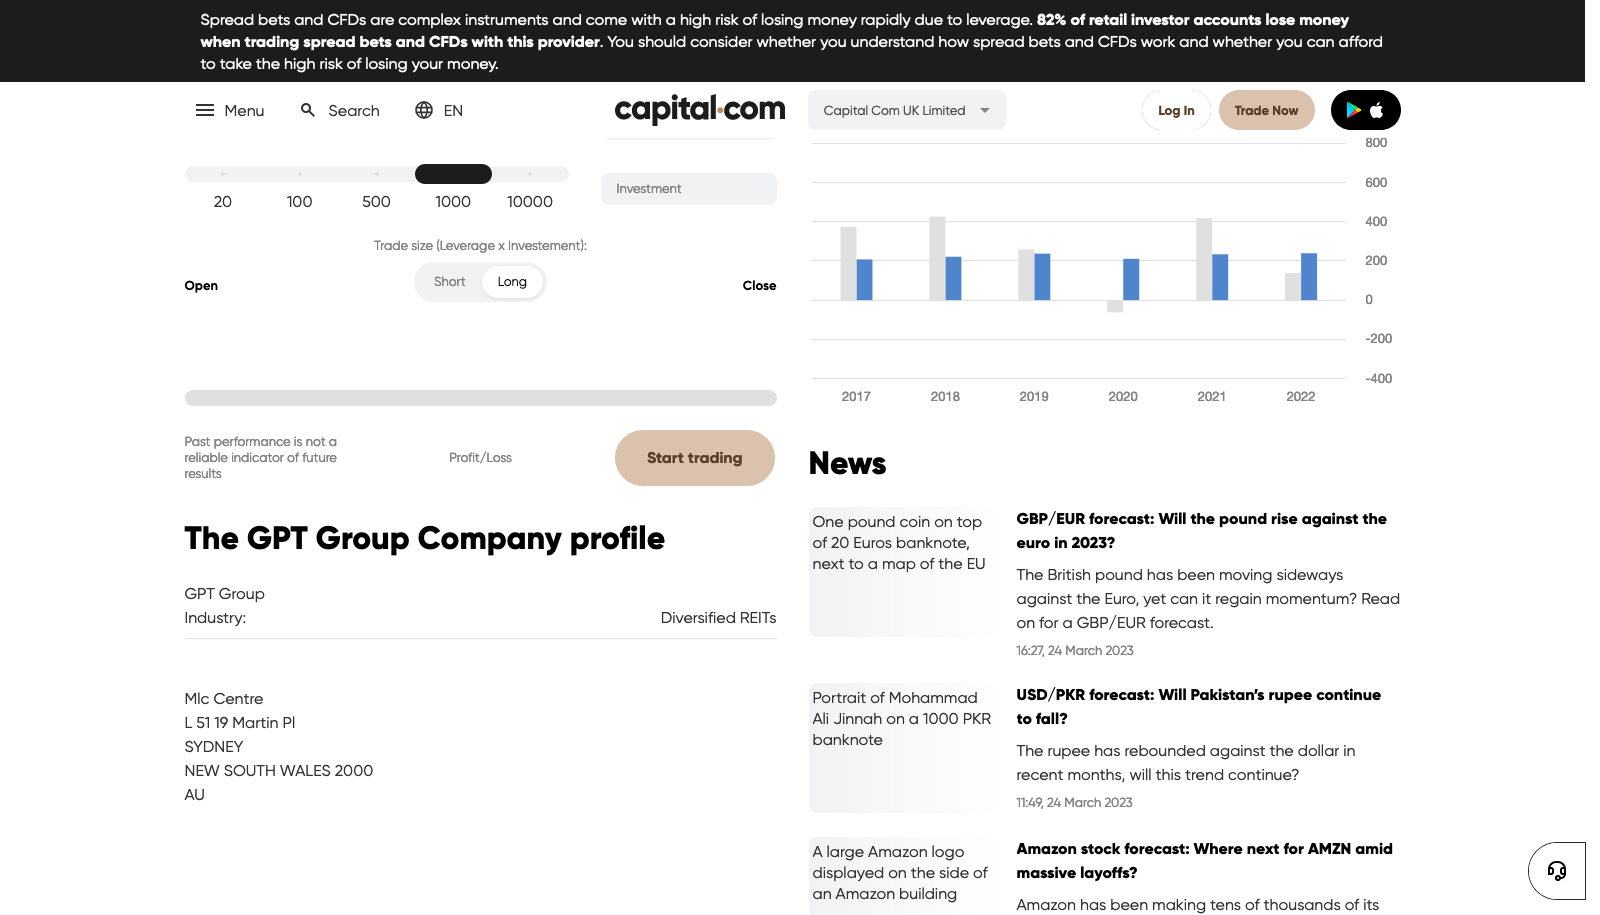 Spread bets and CFDs are complex instruments and come with a high risk of losing money rapidly due to leverage. 82% of retail investor accounts lose money
when trading spread bets and CFDs with this provider. You should consider whether you understand how spread bets and CFDs work and whether you can afford
to take the high risk of losing your money.
Menu
Search
EN
capital.com
Capital Com UK Limited
Log In
Trade Now
20
100
500
1000
10000
Investment
Trade size (Leverage x Investement):
Open
Short
Long
Close
Past performance is not a
reliable indicator of future
results
Profit/Loss
Start trading
The GPT Group Company profile
GPT Group
Industry:
Diversified REITs
Mlc Centre
L 51 19 Martin Pl
SYDNEY
NEW SOUTH WALES 2000
AU
800
600
400
200
0
-200
-400
2017
2018
2019
2020
2021
2022
News
One pound coin on top
of 20 Euros banknote,
next to a map of the EU
GBP/EUR forecast: Will the pound rise against the
euro in 2023?
The British pound has been moving sideways
against the Euro, yet can it regain momentum? Read
on for a GBP/EUR forecast.
16:27, 24 March 2023
Portrait of Mohammad
Ali Jinnah on a 1000 PKR
banknote
USD/PKR forecast: Will Pakistan’s rupee continue
to fall?
The rupee has rebounded against the dollar in
recent months, will this trend continue?
11:49, 24 March 2023
A large Amazon logo
displayed on the side of
an Amazon building
Amazon stock forecast: Where next for AMZN amid
massive layoffs?
Amazon has been making tens of thousands of its